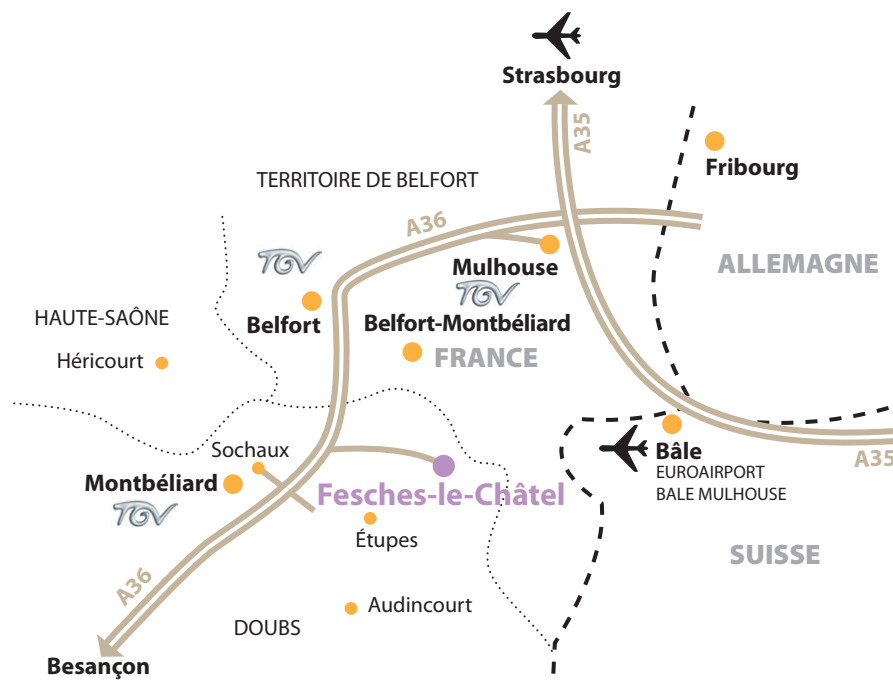 Strasbourg
A35
Fribourg
TERRITOIRE DE BELFORT
A36
TGV
Mulhouse
ALLEMAGNE
TGV
HAUTE-SAÔNE
Belfort
Belfort-Montbéliard
FRANCE
Héricourt
Sochaux
Bâle
A35
EUROAIRPORT
BALE MULHOUSE
Montbéliard
Fesches-le-Châtel
TGV
Étupes
SUISSE
A36
Audincourt
DOUBS
Besançon